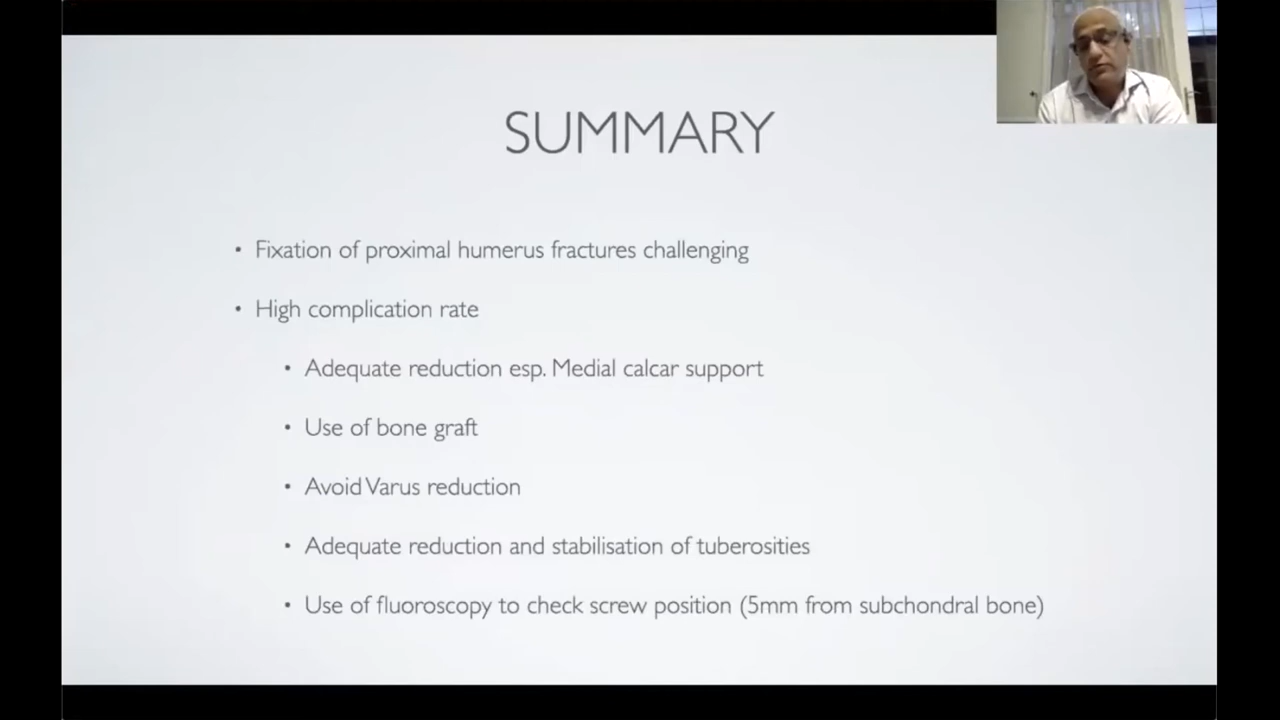 SUMMARY
• Fixation of proximal humerus fractures challenging
• High complication rate
• Adequate reduction esp. Medial calcar support
• Use of bone graft
• Avoid Varus reduction
• Adequate reduction and stabilisation of tuberosities
• Use of fluoroscopy to check screw position (5mm from subchondral bone)